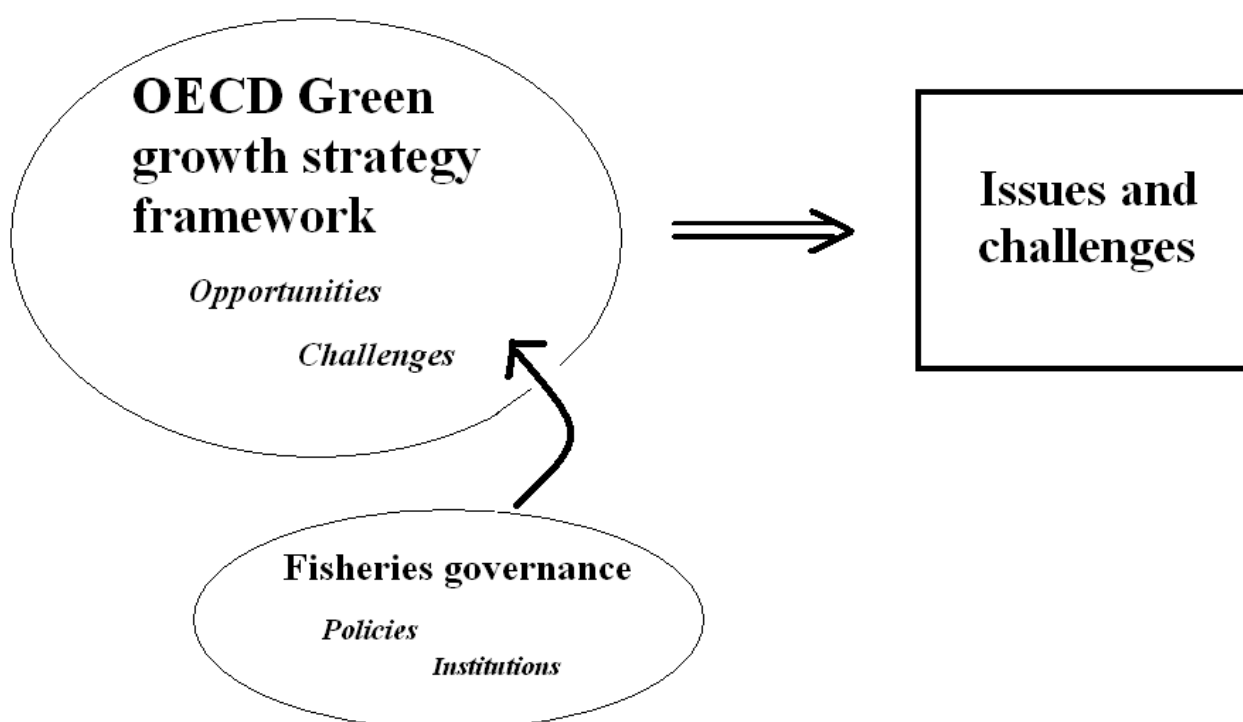 OECD Green
growth strategy
framework
Opportunities
Challenges
Issues and
challenges
Fisheries governance
Policies
Institutions